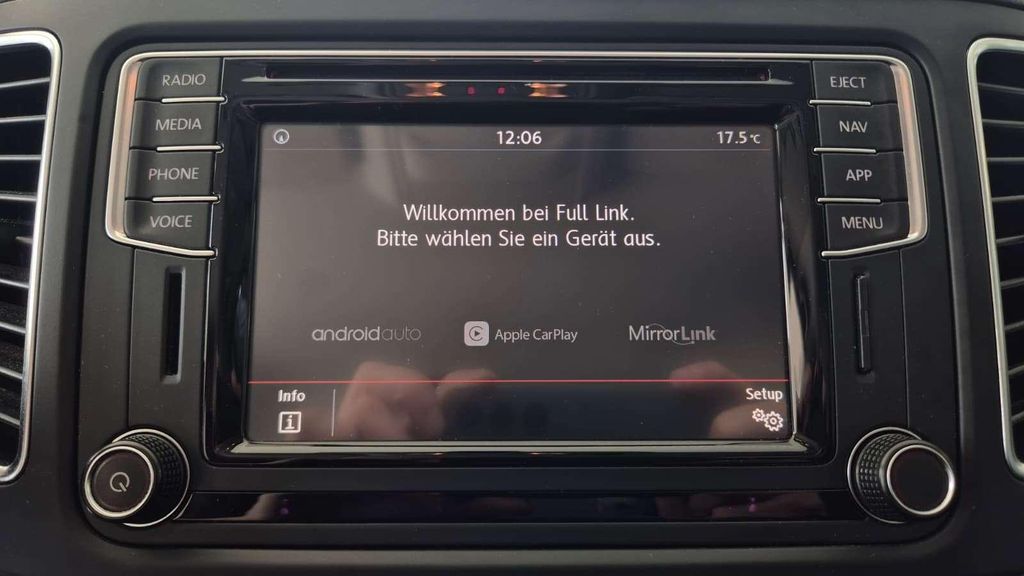 RADIO
MEDIA
PHONE
VOICE
EJECT
NAV
APP
MENU
12:06
17.5 °C
Willkommen bei Full Link.
Bitte wählen Sie ein Gerät aus.
androidauto
Apple CarPlay
MirrorLink
Info
i
Setup